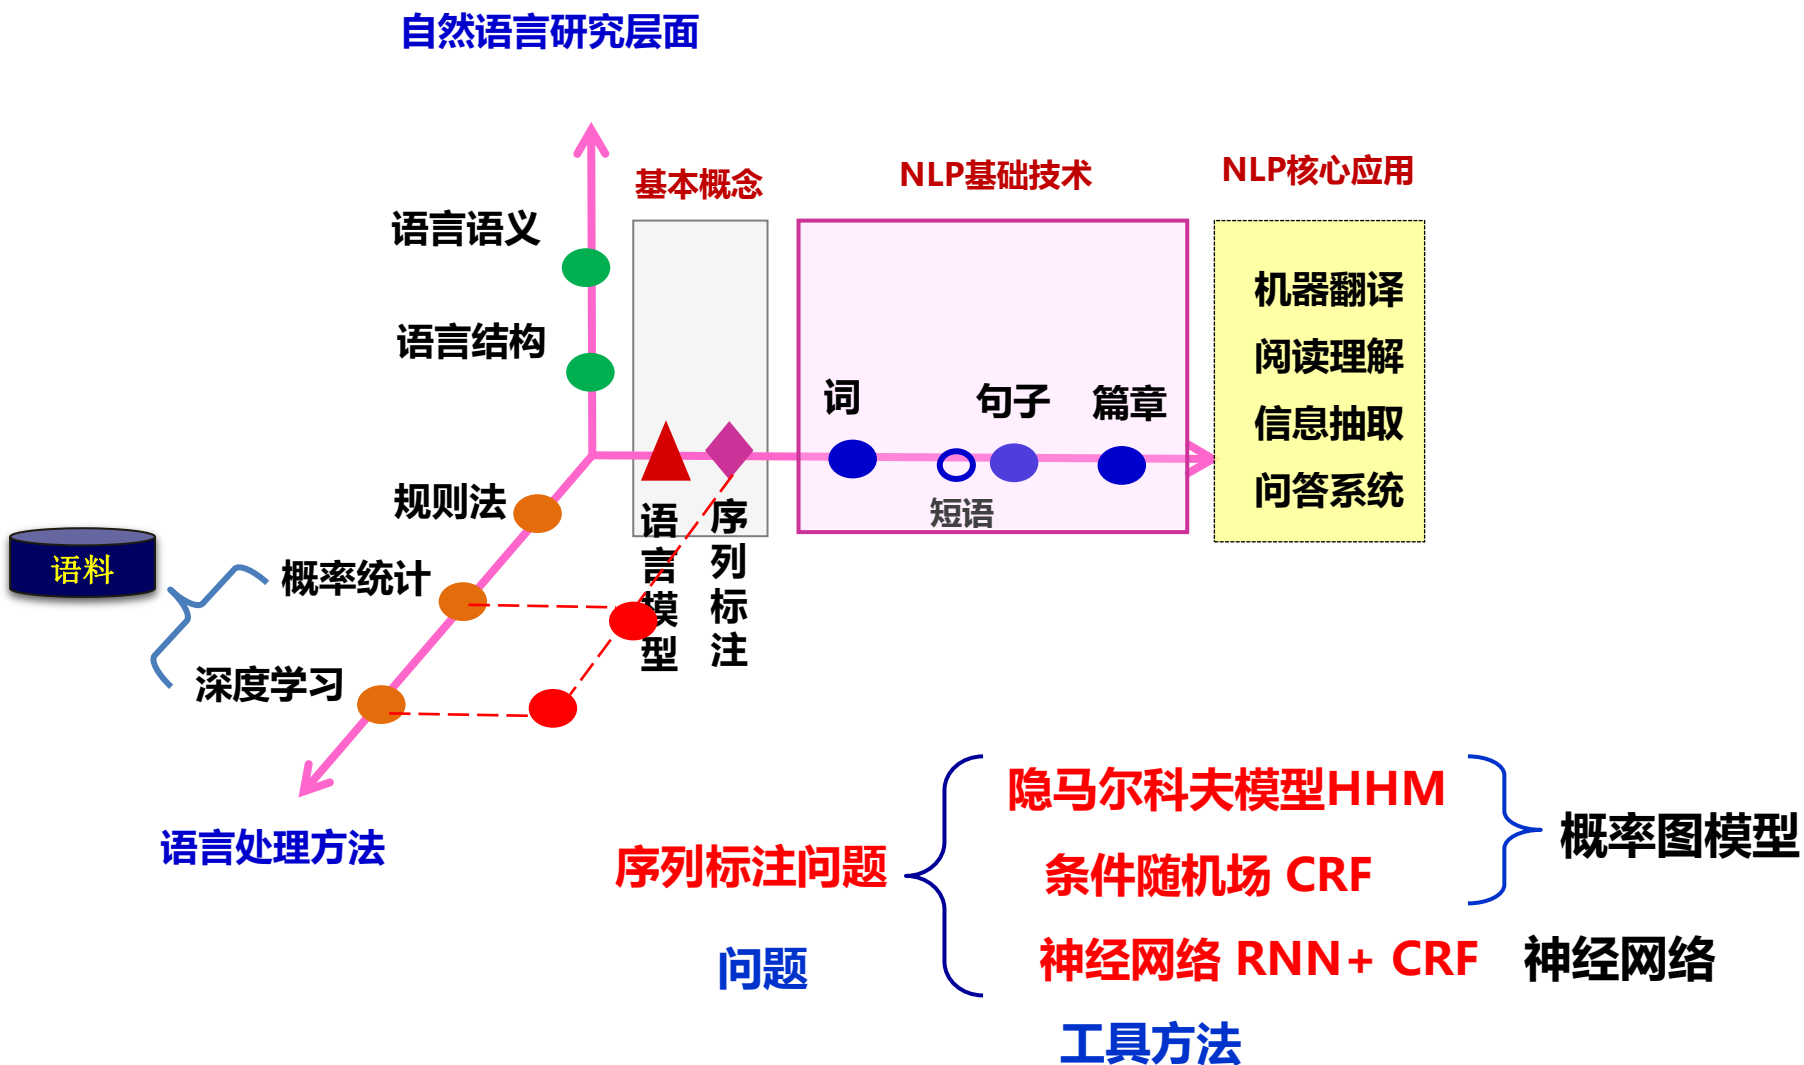 自然语言研究层面
基本概念
NLP基础技术
NLP核心应用
语言语义
语言结构
机器翻译
阅读理解
信息抽取
问答系统
词
句子
篇章
短语
规则法
概率统计
深度学习
语料
语言模型
序列标注
语言处理方法
序列标注问题
问题
隐马尔科夫模型HHM
条件随机场 CRF
神经网络 RNN+ CRF
概率图模型
神经网络
工具方法